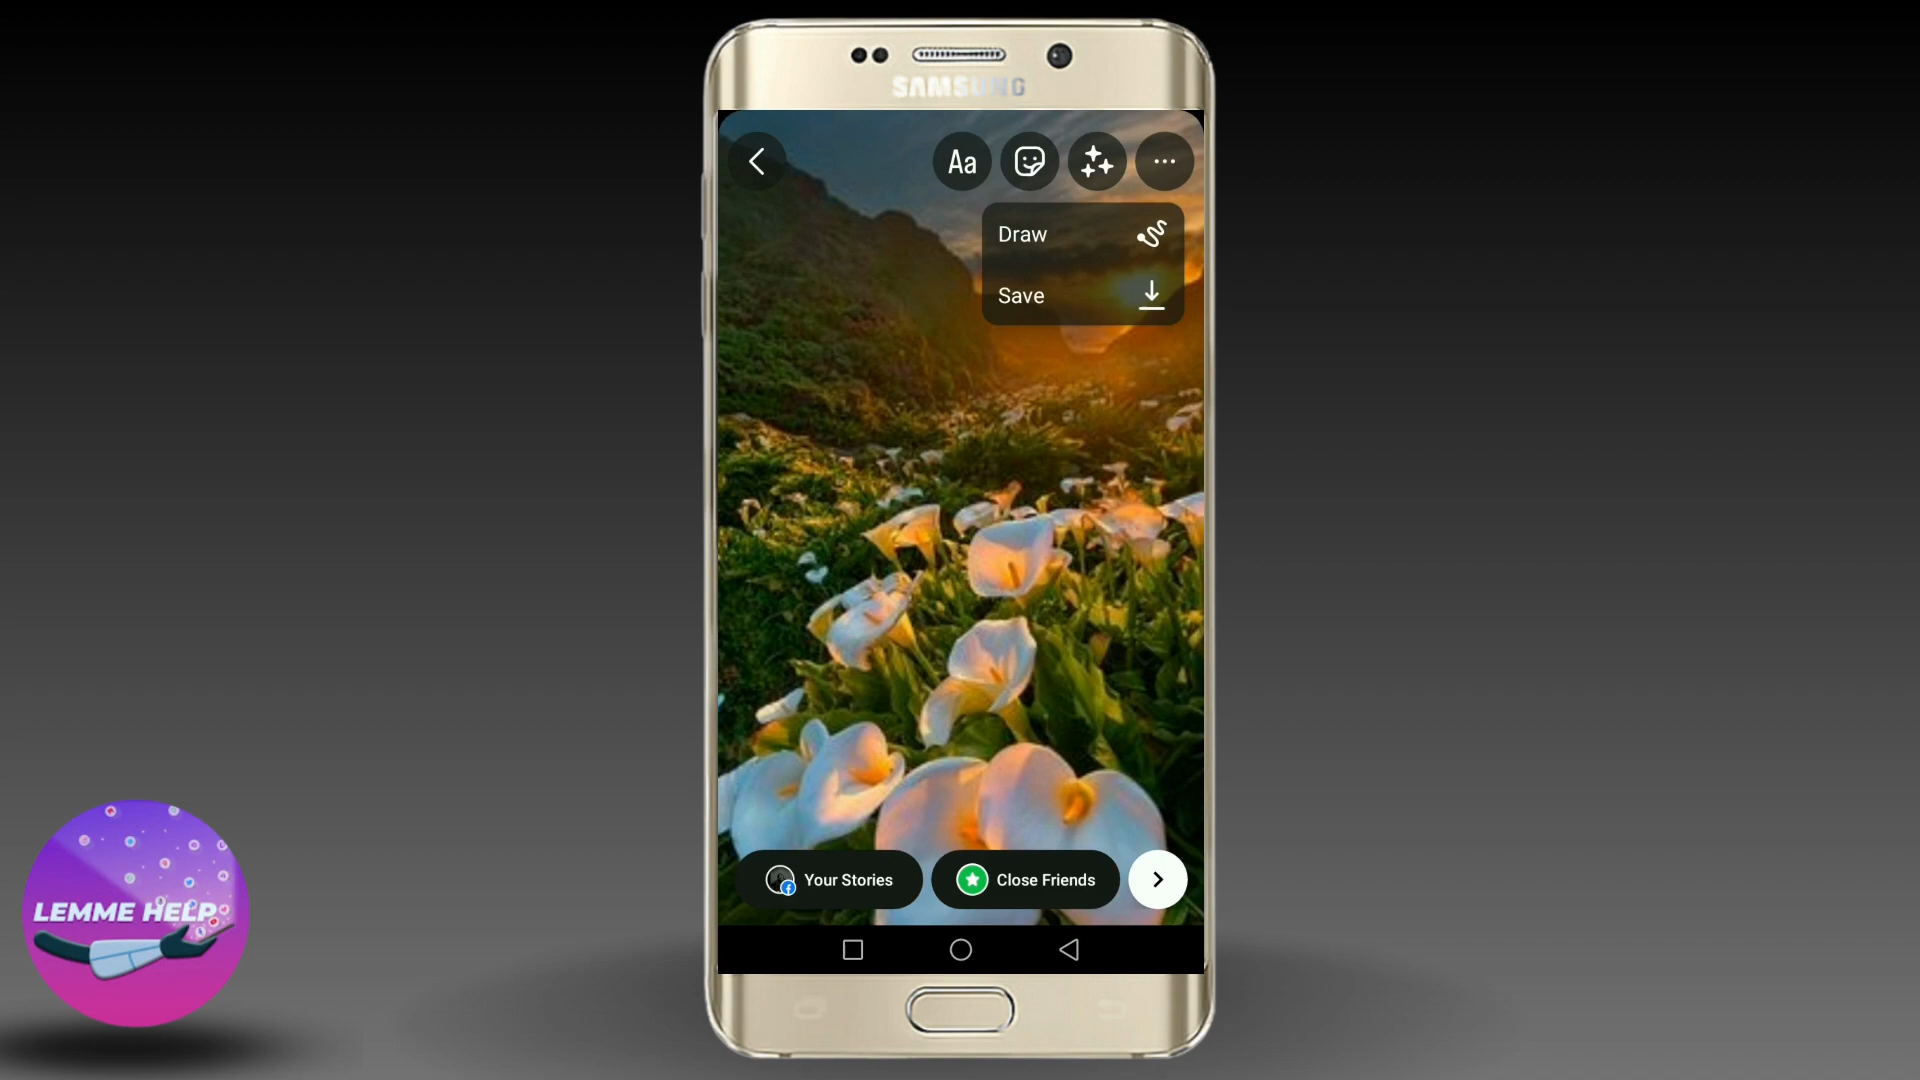 SAMSUNG
Aa
Draw
Save
Your Stories
Close Friends
LEMME HELP